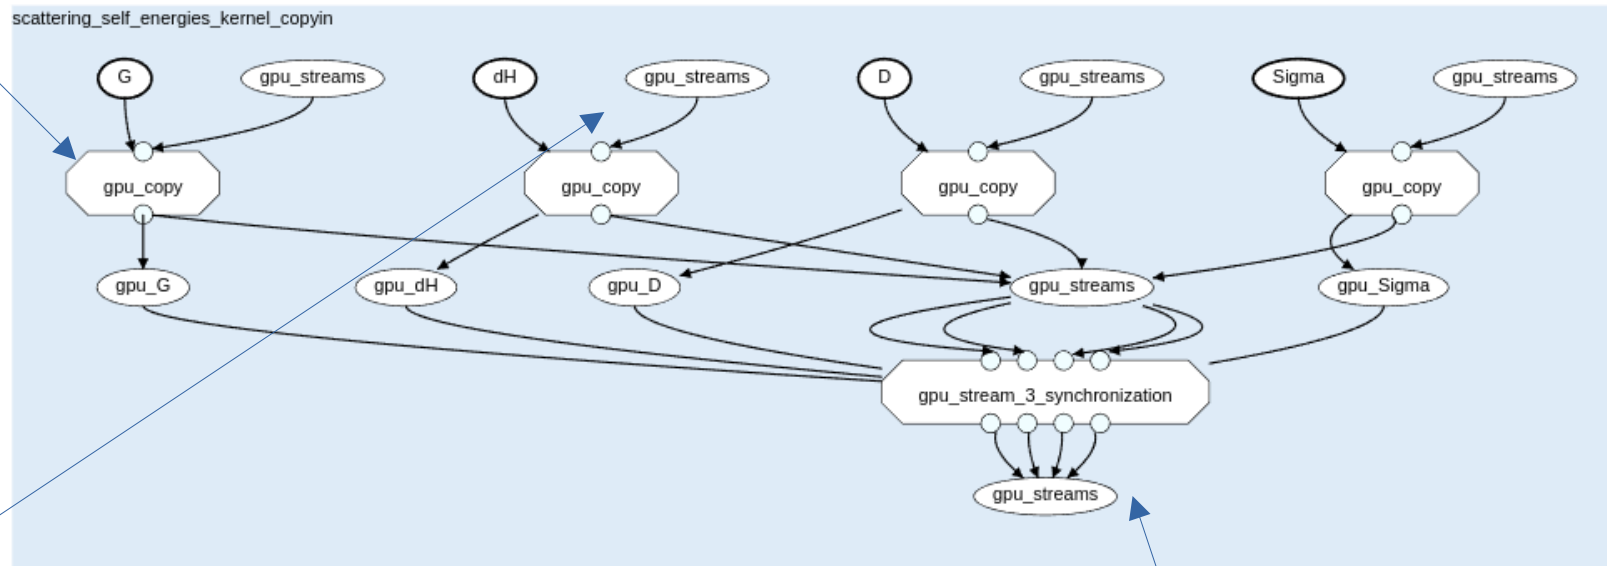 scattering_self_energies_kernel_copyin
G gpu_streams dH gpu_streams D gpu_streams Sigma gpu_streams
gpu_copy gpu_copy gpu_copy gpu_copy
gpu_G gpu_dH gpu_D gpu_streams gpu_Sigma
gpu_stream_3_synchronization
gpu_streams